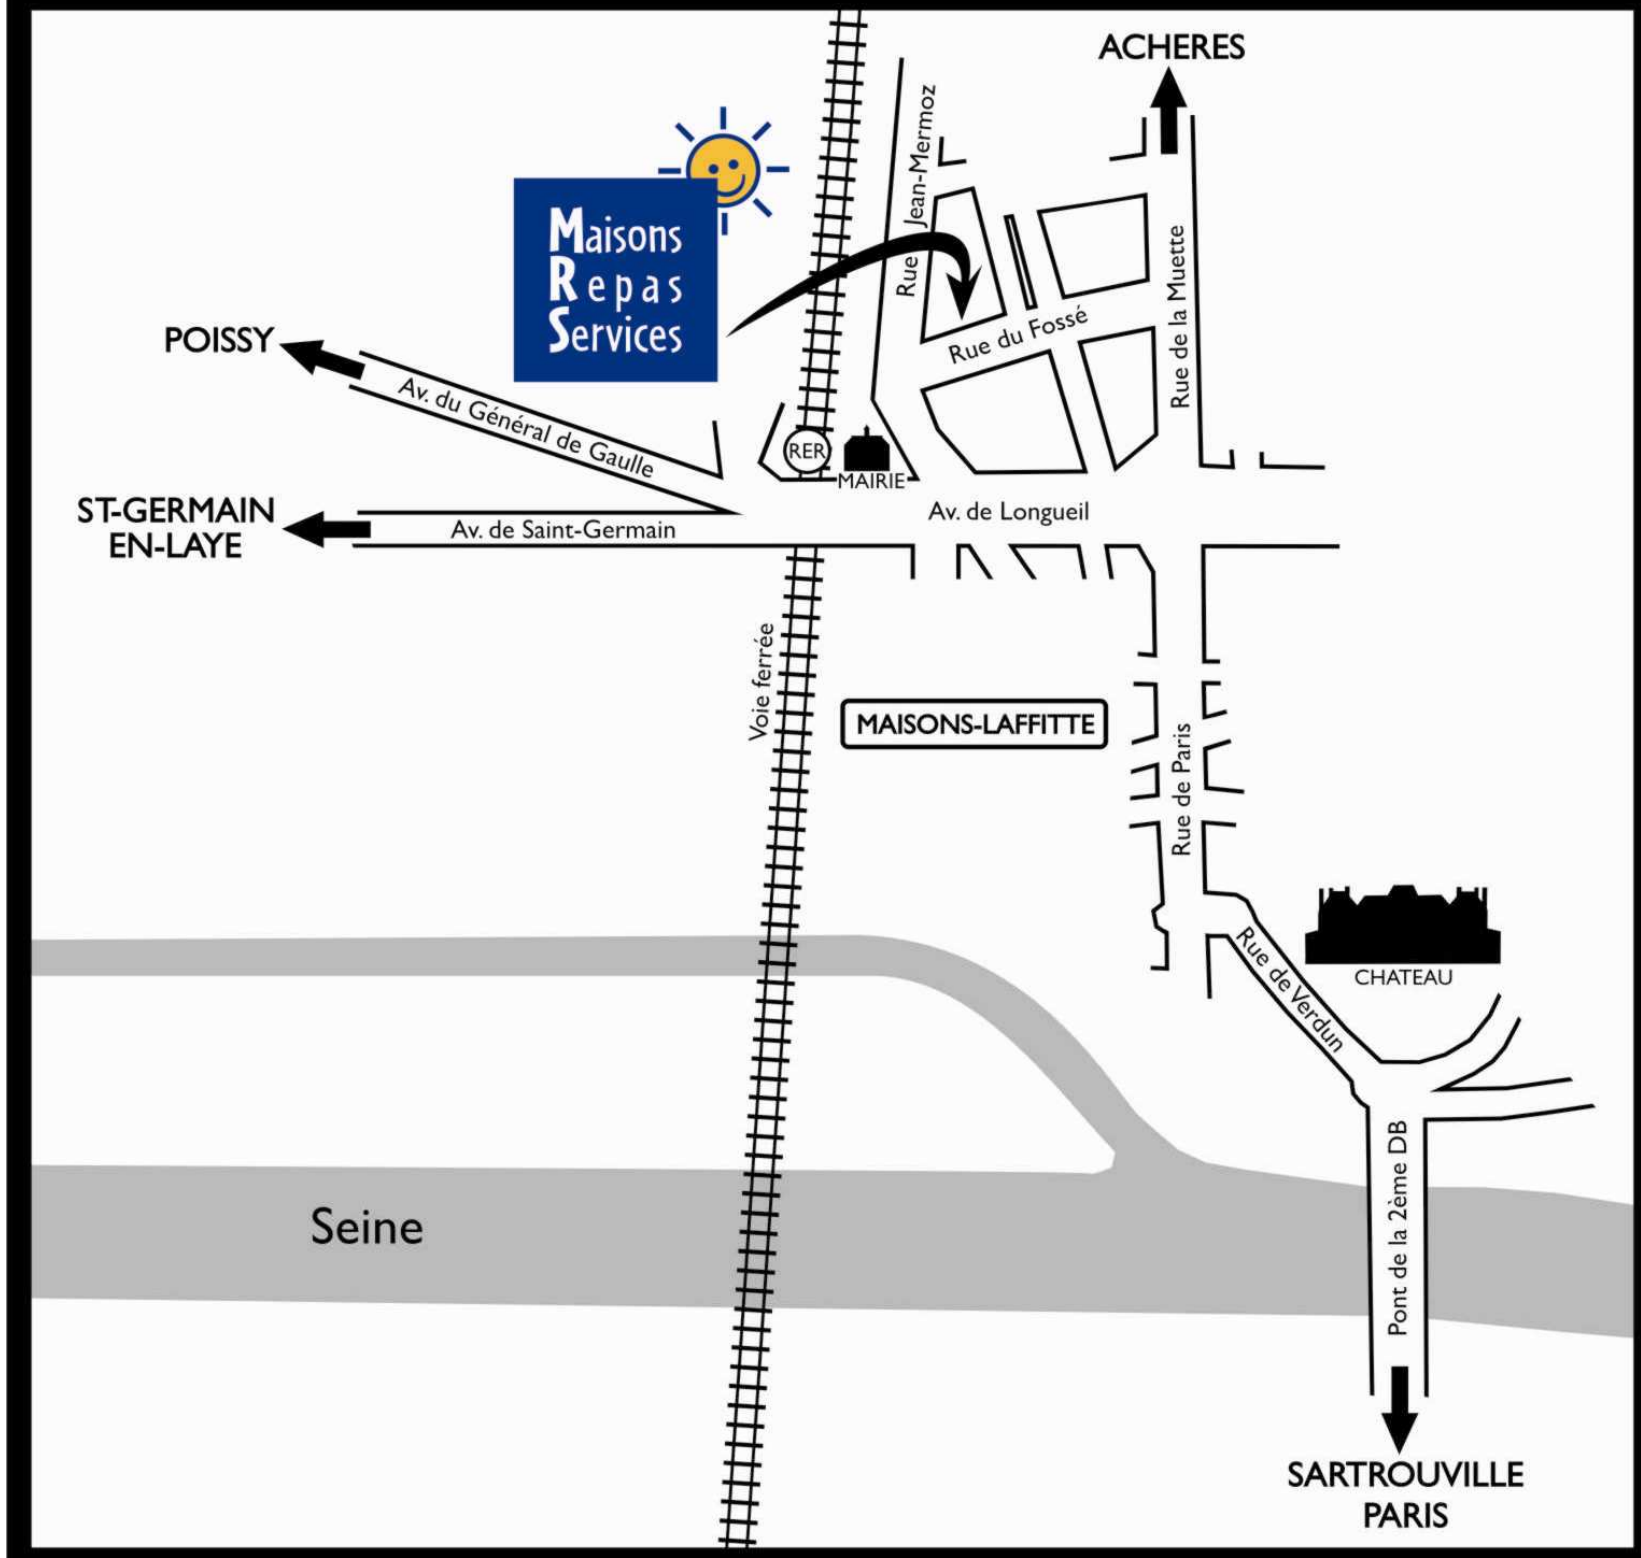 ACHERES
Rue Jean-Mermoz
Maisons
Repas
Services
Rue de la Muette
Rue du Fossé
POISSY
Av. du Général de Gaulle
RER
MAIRIE
ST-GERMAIN
EN-LAYE
Av. de Saint-Germain
Av. de Longueil
Voie ferrée
MAISONS-LAFFITTE
Rue de Paris
Rue de Verdun
CHATEAU
Seine
Pont de la 2ème DB
SARTROUVILLE
PARIS